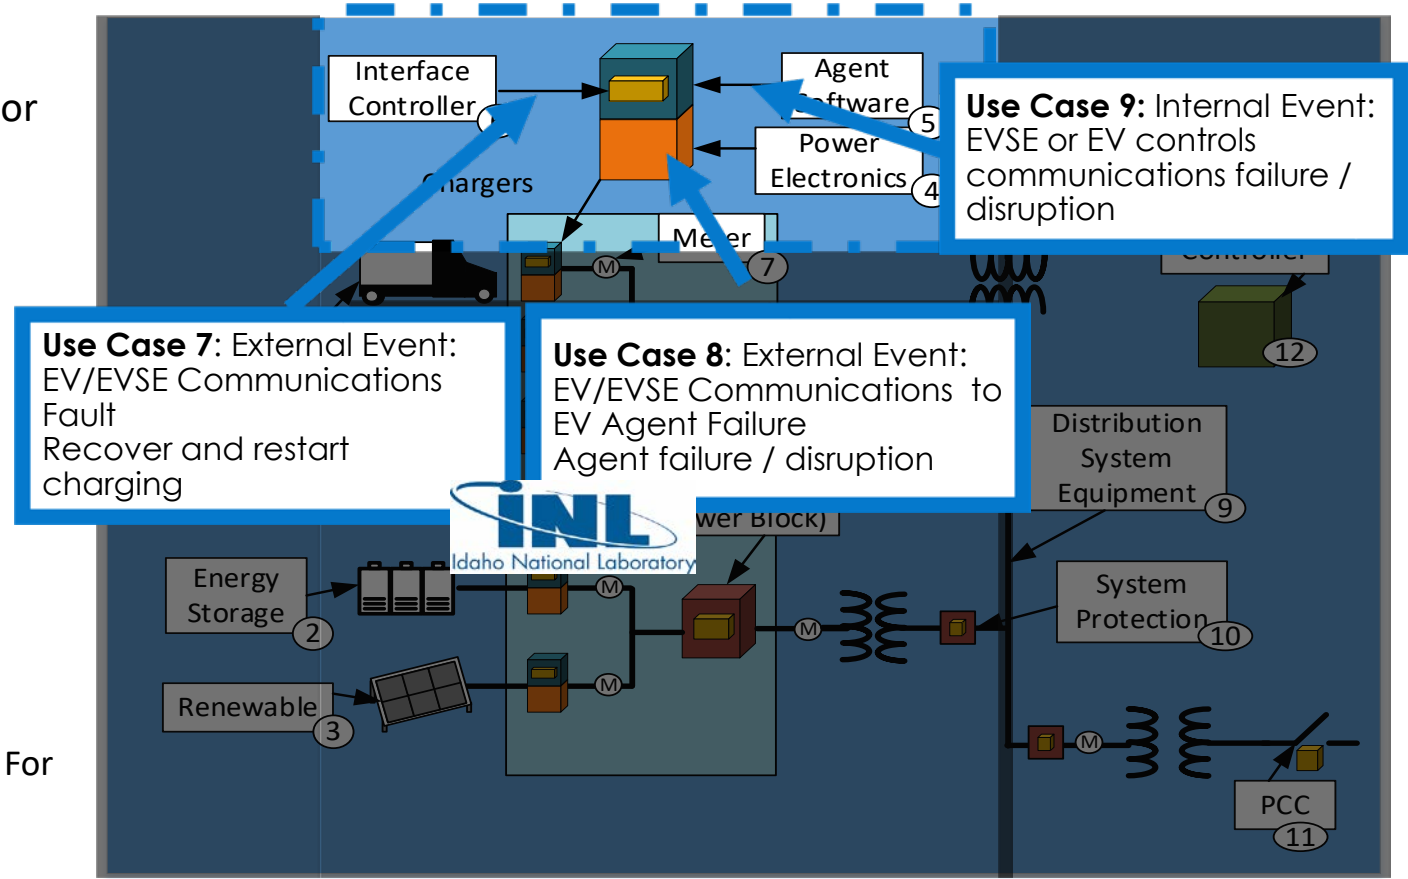 or
Interface
Controller
Agent
Software
5
Power
Electronics
4
Chargers
Meter
7
M
Use Case 9: Internal Event:
EVSE or EV controls
communications failure /
disruption
Controller
12
Use Case 7: External Event:
EV/EVSE Communications
Fault
Recover and restart
charging
Use Case 8: External Event:
EV/EVSE Communications to
EV Agent Failure
Agent failure / disruption
INL
Idaho National Laboratory
wer Block)
Distribution
System
Equipment
9
Energy
Storage
2
M
M
System
Protection
10
Renewable
3
M
M
For
PCC
11